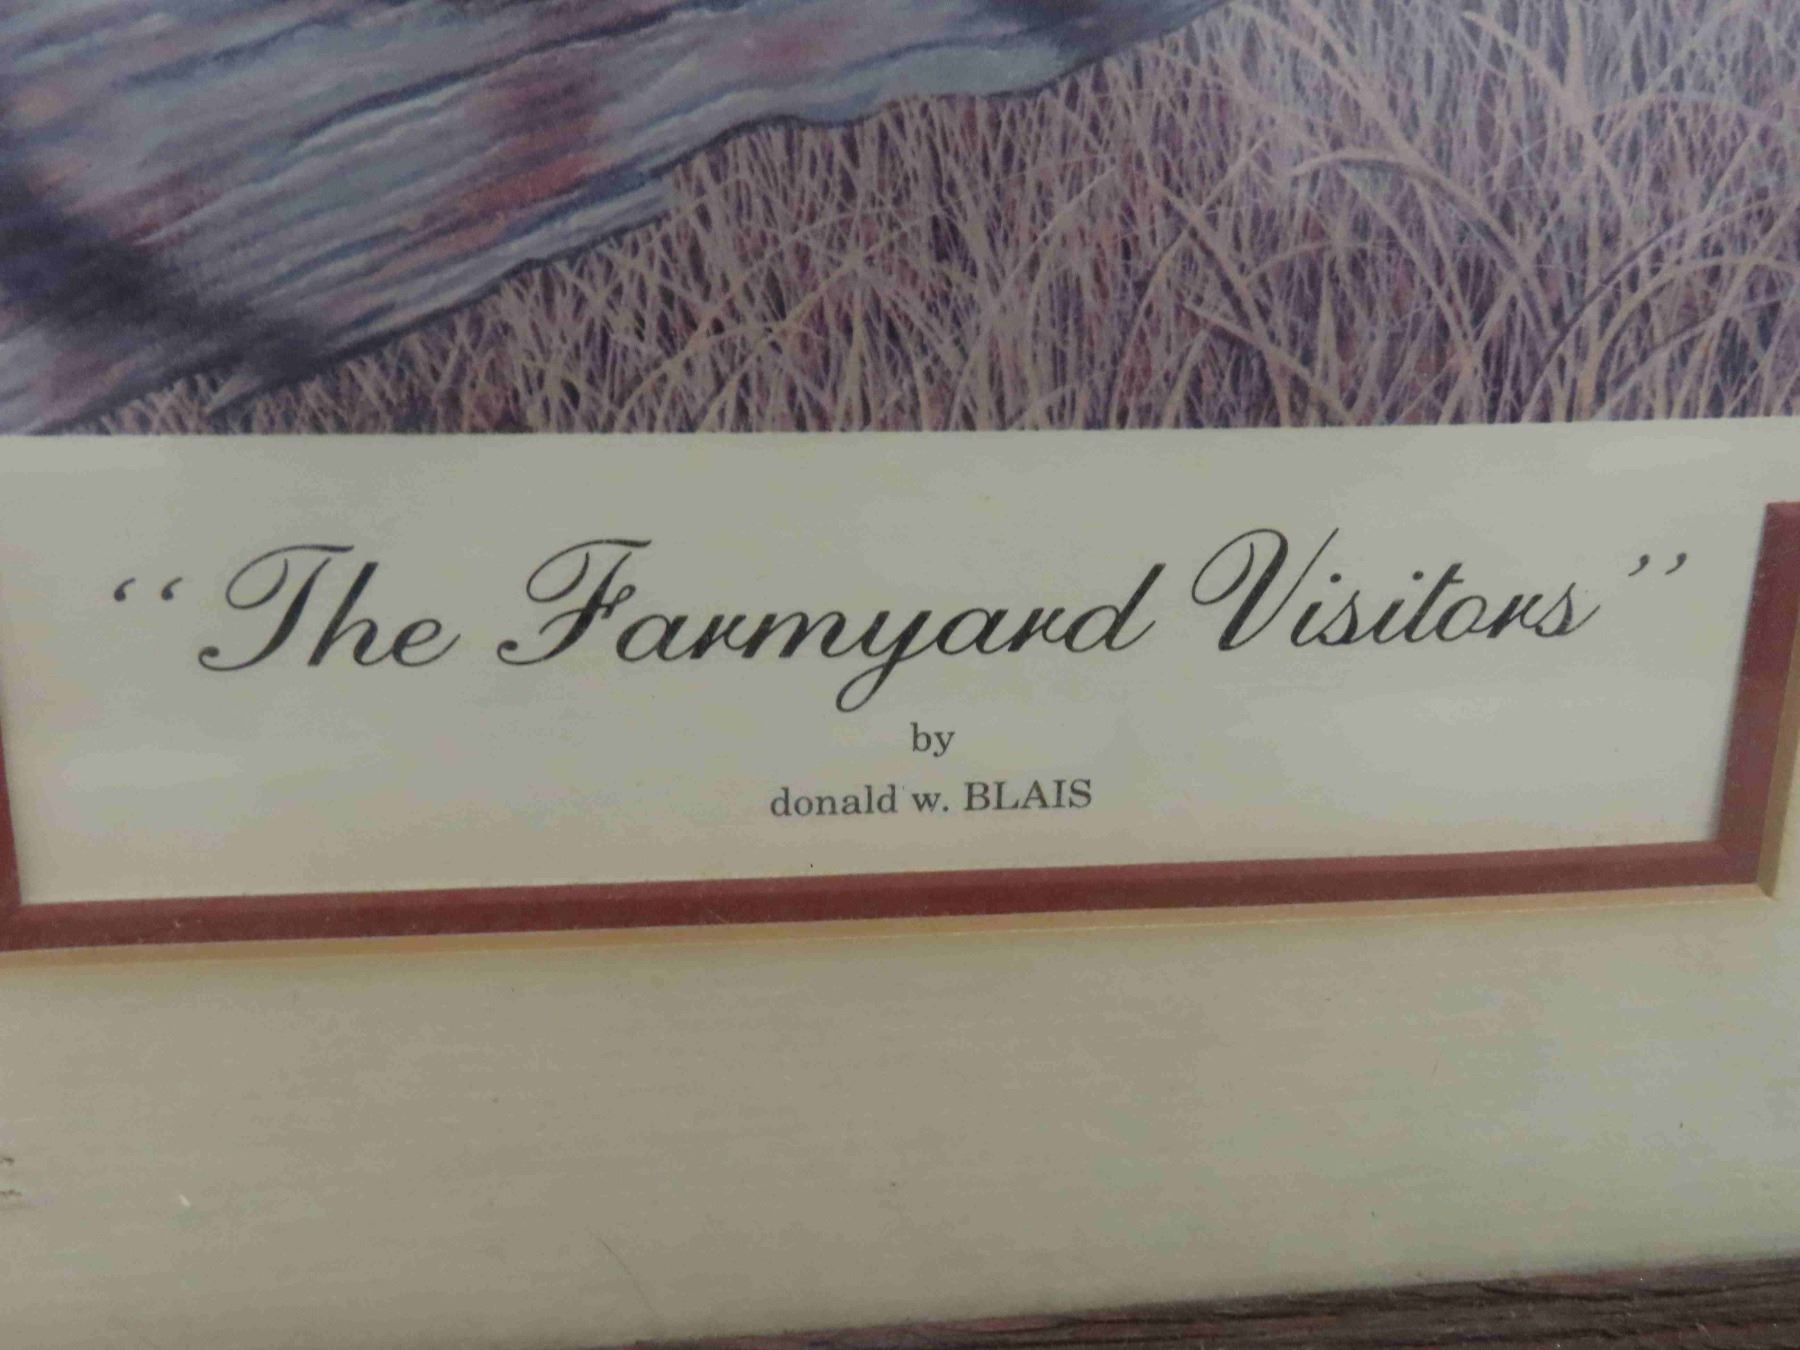 “The Farmyard Visitors”
by
donald w. BLAIS